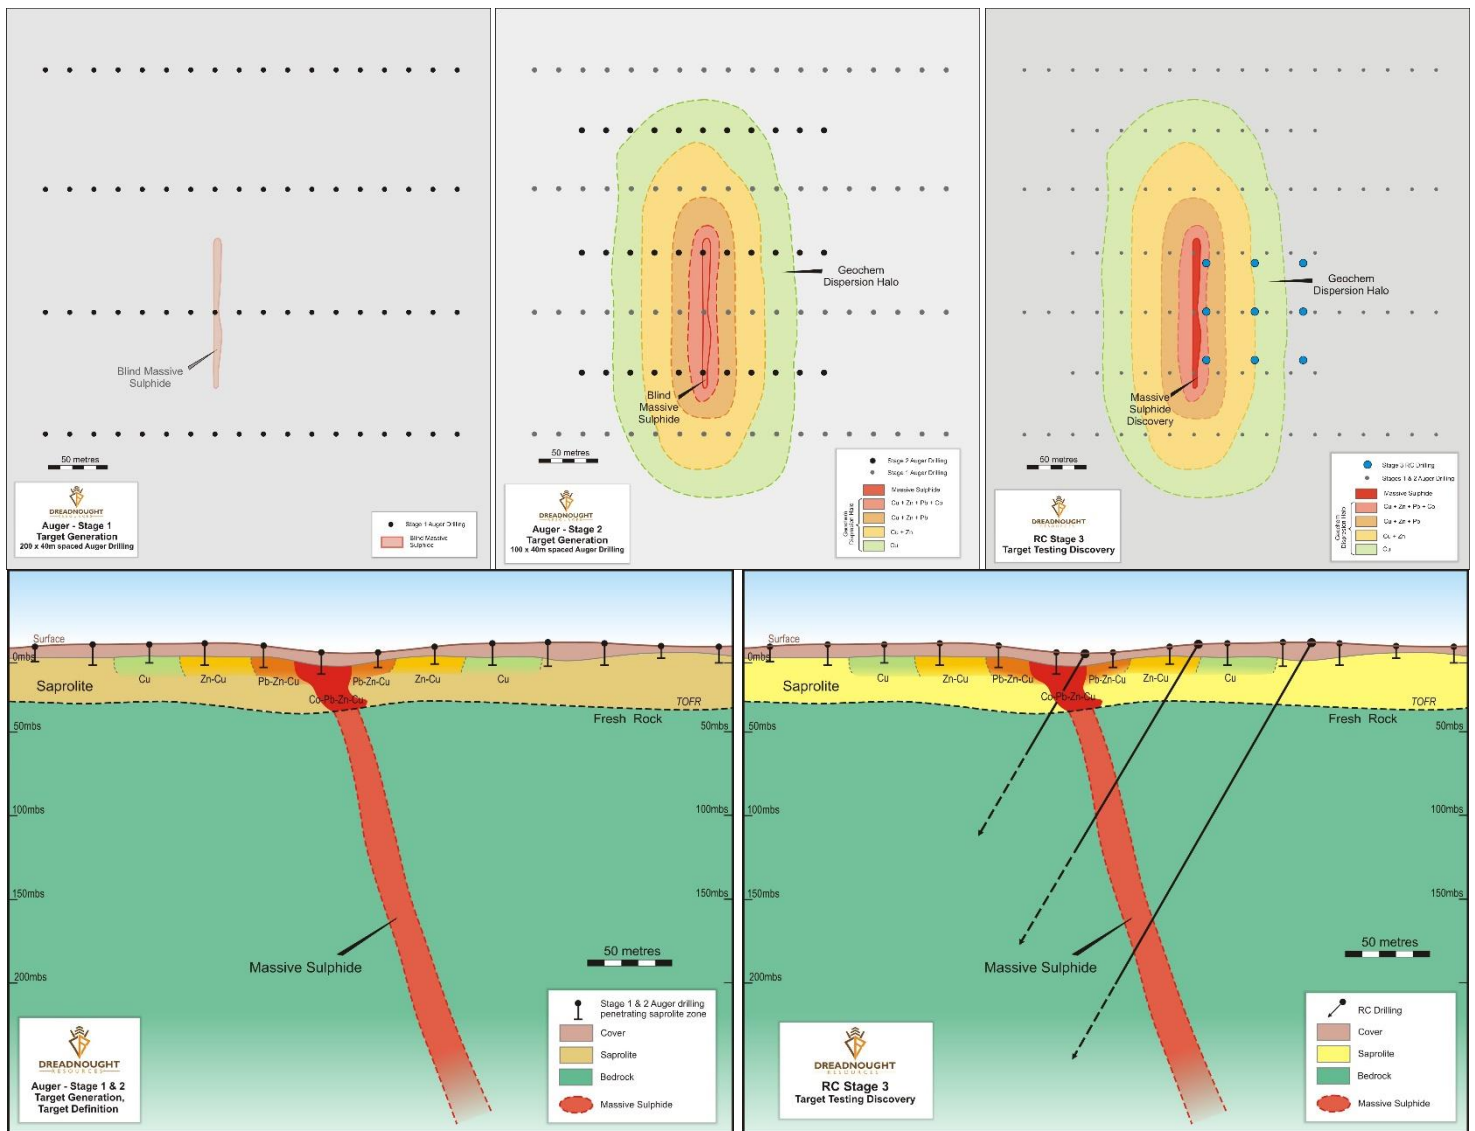 Blind Massive
Sulphide
50 metres
DREADNOUGHT
Auger - Stage 1
Target Generation
200 x 40m spaced Auger Drilling
Stage 1 Auger Drilling
Blind Massive
Sulphide
Geochem
Dispersion Halo
Blind
Massive
Sulphide
50 metres
DREADNOUGHT
Auger - Stage 2
Target Generation
100 x 40m spaced Auger Drilling
Stage 2 Auger Drilling
Stage 1 Auger Drilling
Massive Sulphide
Geochem
Dispersion Halo
Cu + Zn + Pb + Co
Cu + Zn + Pb
Cu + Zn
Cu
Geochem
Dispersion Halo
Massive
Sulphide
Discovery
50 metres
DREADNOUGHT
RC Stage 3
Target Testing Discovery
Stage 3 RC Drilling
Stages 1 & 2 Auger Drilling
Massive Sulphide
Geochem
Dispersion Halo
Cu + Zn + Pb + Co
Cu + Zn + Pb
Cu + Zn
Cu
Surface
0mbs
Saprolite
Cu
Zn-Cu
Pb-Zn-Cu
Co-Pb-Zn-Cu
Pb-Zn-Cu
Zn-Cu
Cu
TOFR
Fresh Rock
50mbs
100mbs
150mbs
200mbs
50mbs
100mbs
150mbs
200mbs
Massive Sulphide
50 metres
DREADNOUGHT
RESOURCES
Auger - Stage 1 & 2
Target Generation,
Target Definition
Stage 1 & 2 Auger drilling
penetrating saprolite zone
Cover
Saprolite
Bedrock
Massive Sulphide
Surface
0mbs
Saprolite
Cu
Zn-Cu
Pb-Zn-Cu
Co-Pb-Zn-Cu
Pb-Zn-Cu
Zn-Cu
Cu
TOFR
Fresh Rock
50mbs
100mbs
150mbs
200mbs
50mbs
100mbs
150mbs
Massive Sulphide
50 metres
DREADNOUGHT
RESOURCES
RC Stage 3
Target Testing Discovery
RC Drilling
Cover
Saprolite
Bedrock
Massive Sulphide